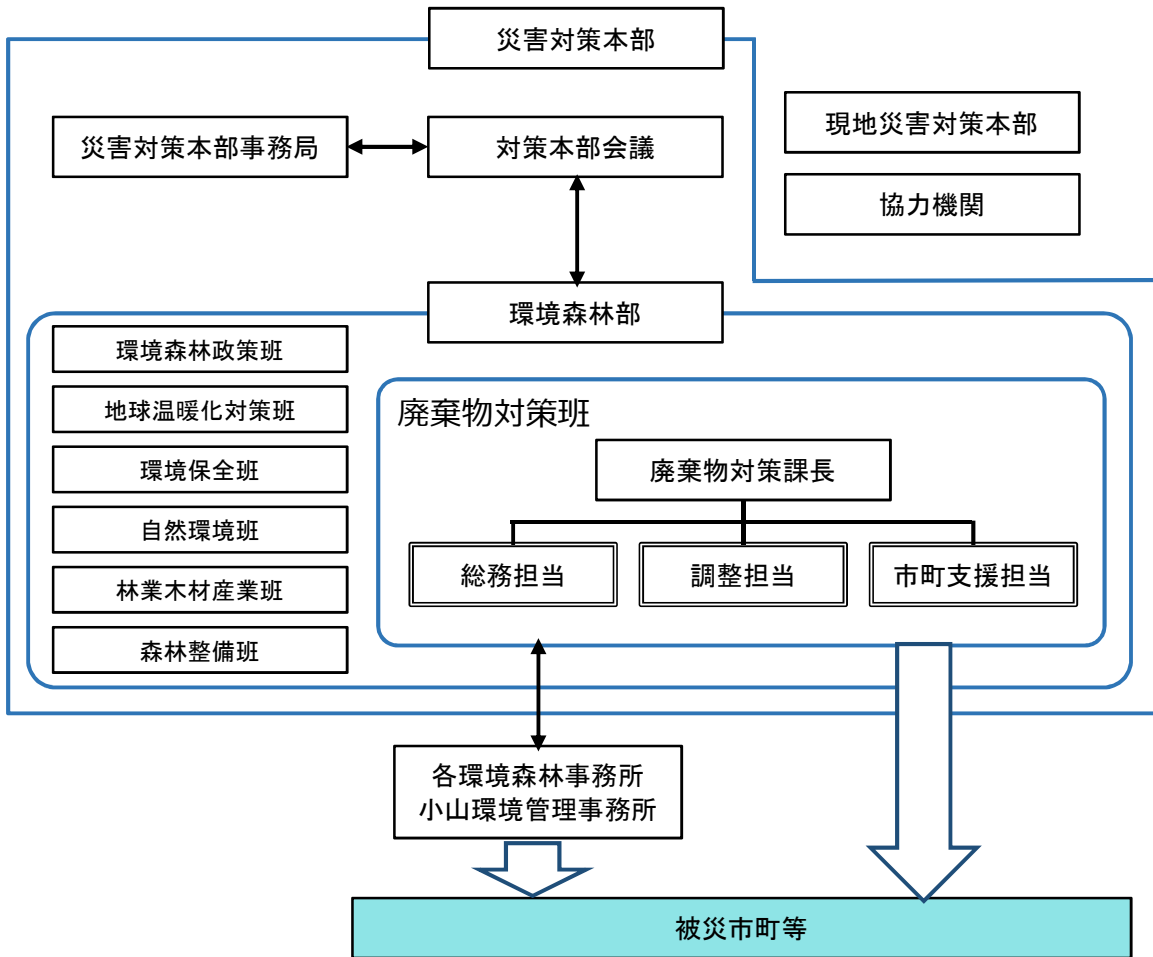 災害対策本部
災害対策本部事務局
対策本部会議
現地災害対策本部
協力機関
環境森林部
環境森林政策班
地球温暖化対策班
環境保全班
自然環境班
林業木材産業班
森林整備班
廃棄物対策班
廃棄物対策課長
総務担当
調整担当
市町支援担当
各環境森林事務所
小山環境管理事務所
被災市町等